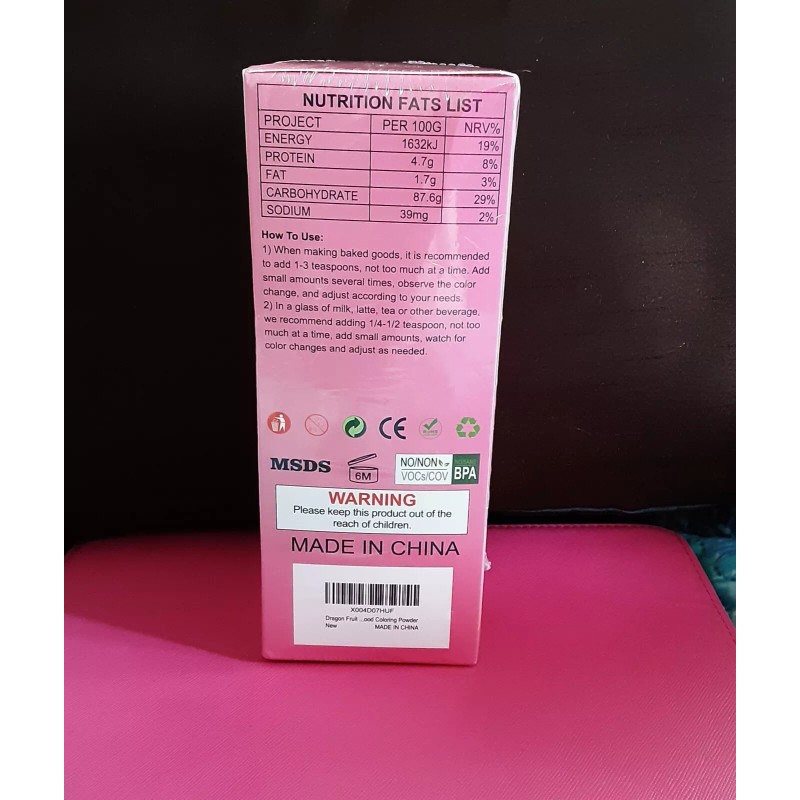 NUTRITION FATS LIST
PROJECT PER 100G NRV%
ENERGY 1632kJ 19%
PROTEIN 4.7g 8%
FAT 1.7g 3%
CARBOHYDRATE 87.6g 29%
SODIUM 39mg 2%
How To Use:
1) When making baked goods, it is recommended
to add 1-3 teaspoons, not too much at a time. Add
small amounts several times, observe the color
change, and adjust according to your needs.
2) In a glass of milk, latte, tea or other beverage,
we recommend adding 1/4-1/2 teaspoon, not too
much at a time, add small amounts, watch for
color changes and adjust as needed.
CE
MSDS 6M NO/NON VOCs/COV BPA
WARNING
Please keep this product out of the
reach of children.
MADE IN CHINA
X004D07HUF
Dragon Fruit ...ood Coloring Powder
New MADE IN CHINA